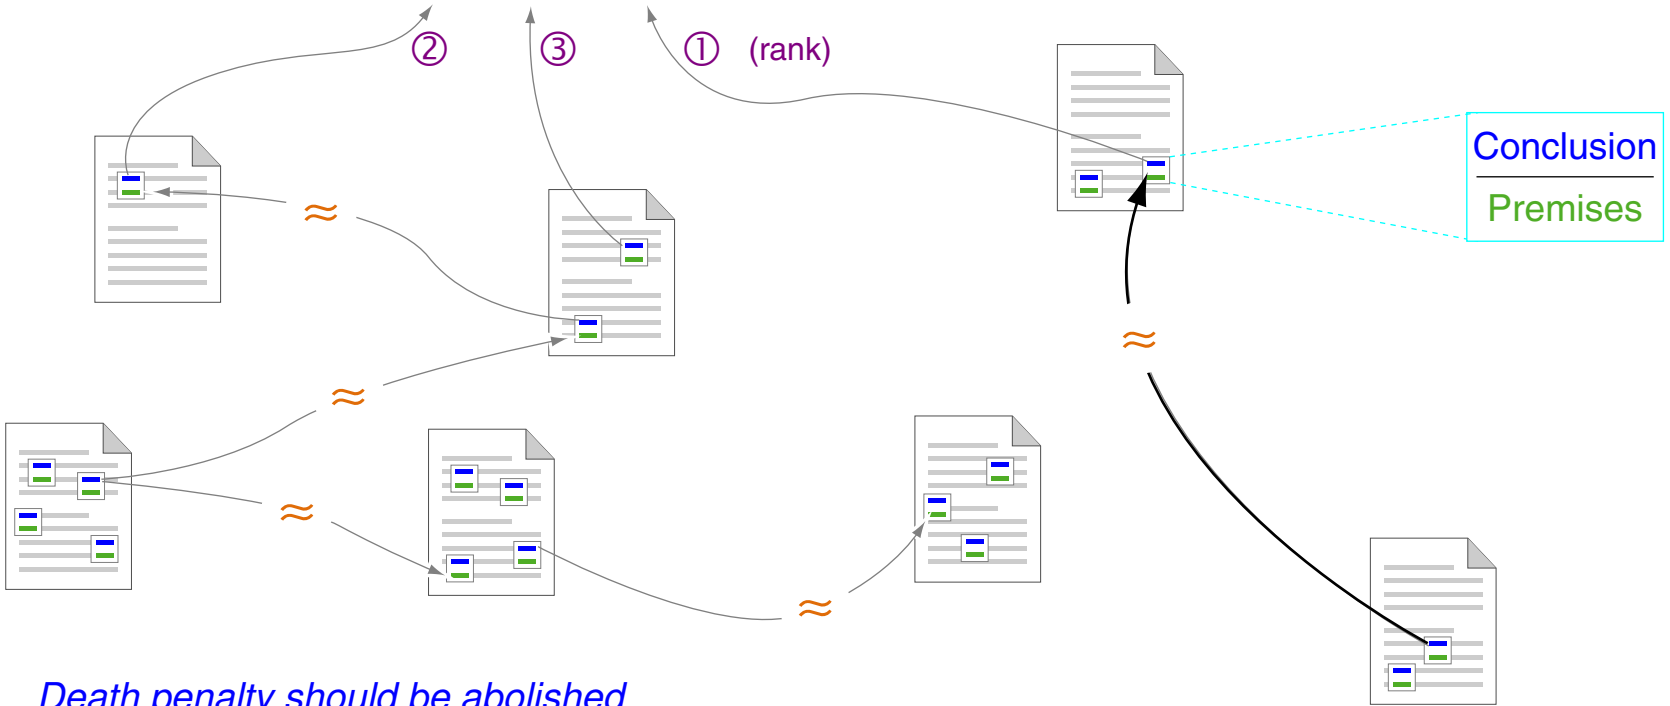 ② ③ ① (rank)
Conclusion
Premises
≈
≈
≈
≈
≈
Death penalty should be abolished